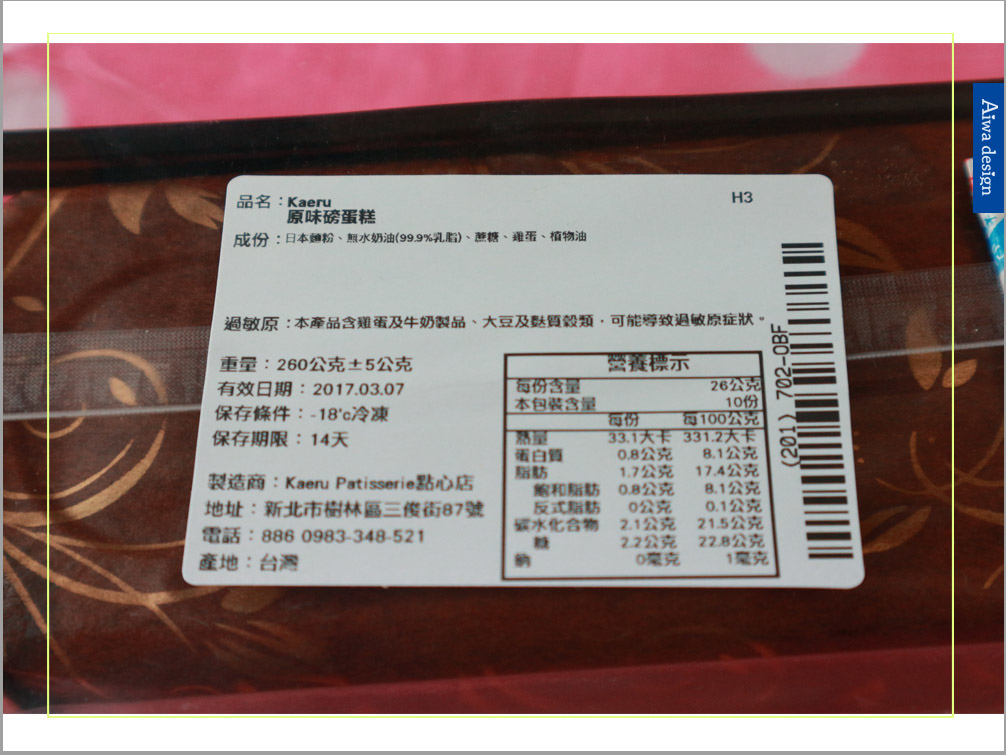 Aiwa design
品名：Kaeru
原味磅蛋糕
H3
成份：日本麵粉、無水奶油(99.9%乳脂)、蔗糖、雞蛋、植物油
過敏原：本產品含雞蛋及牛奶製品、大豆及麩質穀類，可能導致過敏原症狀。
重量：260公克±5公克
有效日期：2017.03.07
保存條件：-18°c冷凍
保存期限：14天
製造商：Kaeru Patisserie點心店
地址：新北市樹林區三俊街87號
電話：886 0983-348-521
產地：台灣
營養標示
每份含量 26公克
本包裝含量 10份
每份 每100公克
熱量 33.1大卡 331.2大卡
蛋白質 0.8公克 8.1公克
脂肪 1.7公克 17.4公克
飽和脂肪 0.8公克 8.1公克
反式脂肪 0公克 0.1公克
碳水化合物 2.1公克 21.5公克
糖 2.2公克 22.8公克
鈉 0毫克 1毫克
(201) 702-OBF